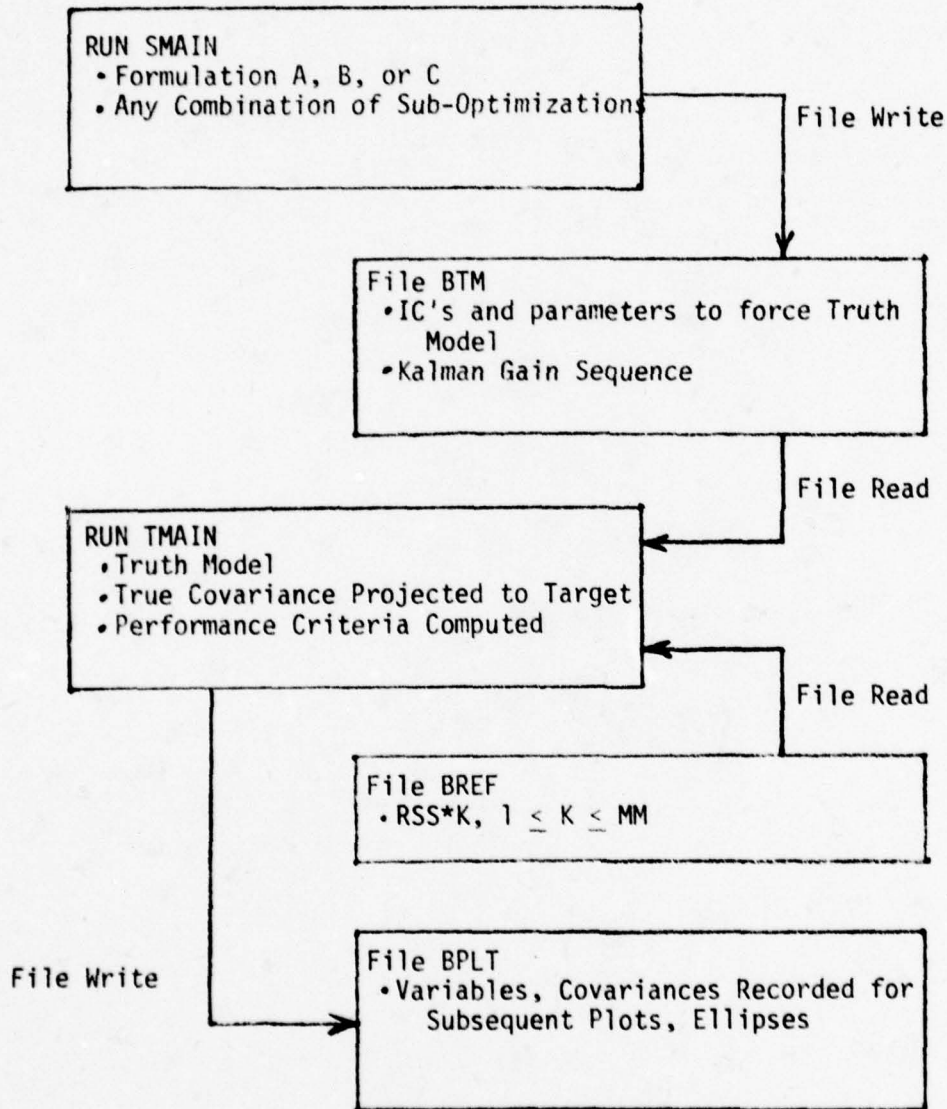 RUN SMAIN
• Formulation A, B, or C
• Any Combination of Sub-Optimizations
File Write
File BTM
• IC's and parameters to force Truth
Model
• Kalman Gain Sequence
File Read
RUN TMAIN
• Truth Model
• True Covariance Projected to Target
• Performance Criteria Computed
File Read
File BREF
• RSS*K, 1 ≤ K ≤ MM
File Write
File BPLT
• Variables, Covariances Recorded for
Subsequent Plots, Ellipses